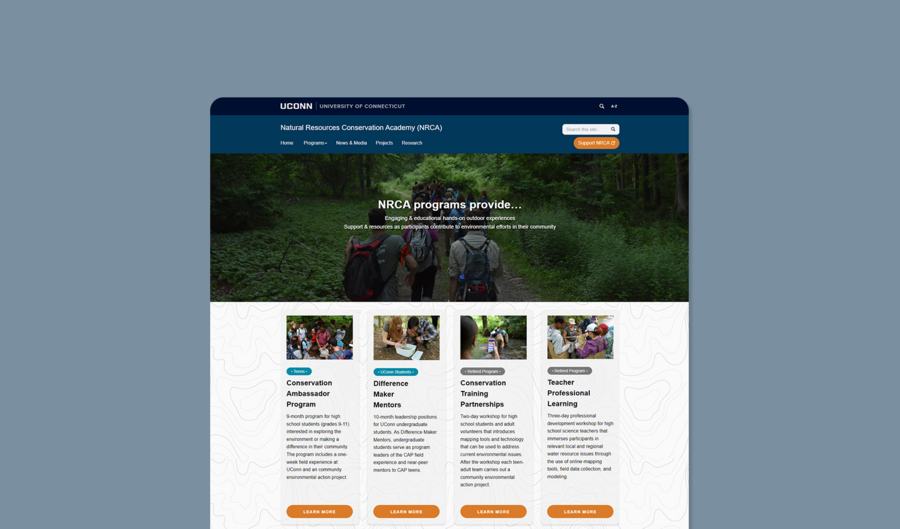 UCONN | UNIVERSITY OF CONNECTICUT
A-Z
Natural Resources Conservation Academy (NRCA)
Search this site...
Home Programs News & Media Projects Research
Support NRCA
NRCA programs provide...
Engaging & educational hands-on outdoor experiences
Support & resources as participants contribute to environmental efforts in their community
• Teens •
Conservation
Ambassador
Program
9-month program for high
school students (grades 9-11)
interested in exploring the
environment or making a
difference in their community.
The program includes a one-
week field experience at
UConn and an community
environmental action project.
LEARN MORE
• UConn Students •
Difference
Maker
Mentors
10-month leadership positions
for UConn undergraduate
students. As Difference Maker
Mentors, undergraduate
students serve as program
leaders of the CAP field
experience and near-peer
mentors to CAP teens.
LEARN MORE
• Retired Program •
Conservation
Training
Partnerships
Two-day workshop for high
school students and adult
volunteers that introduces
mapping tools and technology
that can be used to address
current environmental issues.
After the workshop each teen-
adult team carries out a
community environmental
action project.
LEARN MORE
• Retired Program •
Teacher
Professional
Learning
Three-day professional
development workshop for high
school science teachers that
immerses participants in
relevant local and regional
water resource issues through
the use of online mapping
tools, field data collection, and
modeling.
LEARN MORE